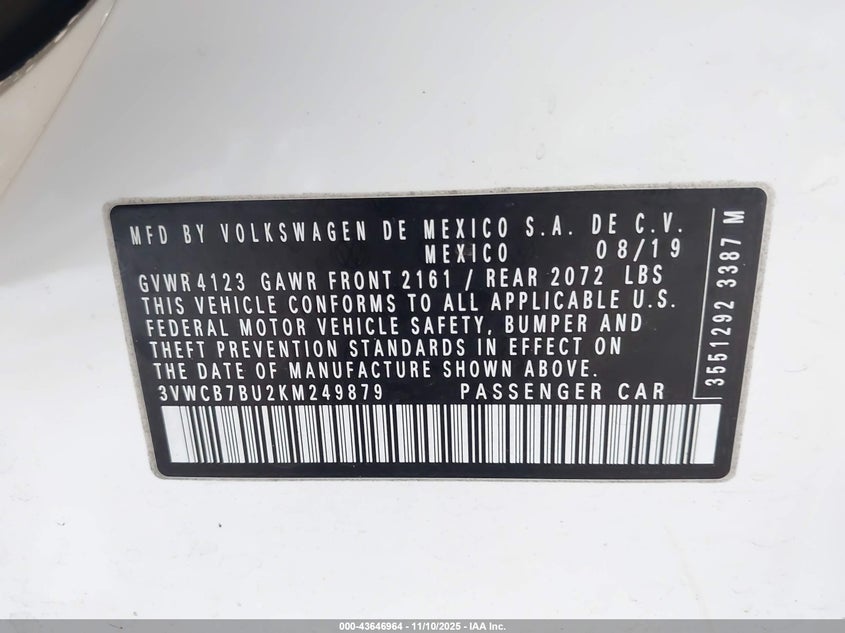 MFD BY VOLKSWAGEN DE MEXICO S.A. DE C.V.
MEXICO 08/19
GVWR 4123 GAWR FRONT 2161 / REAR 2072 LBS
THIS VEHICLE CONFORMS TO ALL APPLICABLE U.S.
FEDERAL MOTOR VEHICLE SAFETY, BUMPER AND
THEFT PREVENTION STANDARDS IN EFFECT ON
THE DATE OF MANUFACTURE SHOWN ABOVE.
3VWCB7BU2KM249879 PASSENGER CAR
3551292 3387 M
000-43646964 - 11/10/2025 - IAA Inc.